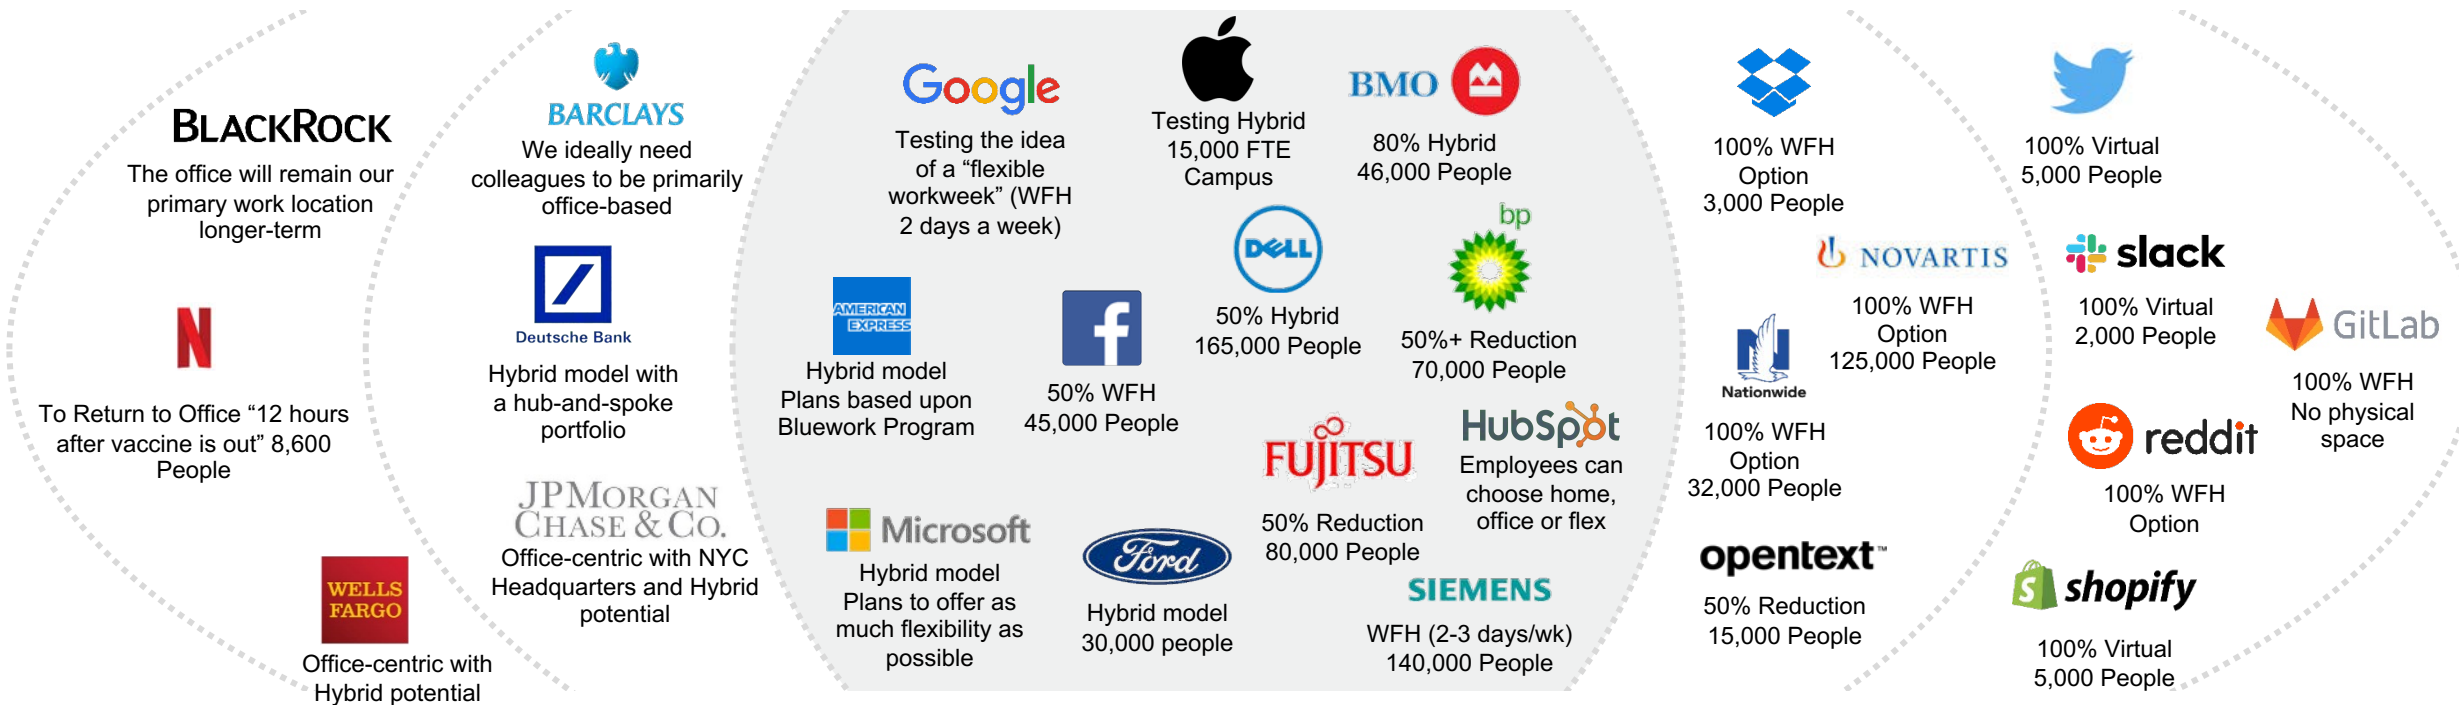 BLACKROCK
The office will remain our
primary work location
longer-term
To Return to Office “12 hours
after vaccine is out” 8,600
People
WELLS
FARGO
Office-centric with
Hybrid potential
BARCLAYS
We ideally need
colleagues to be primarily
office-based
Deutsche Bank
Hybrid model with
a hub-and-spoke
portfolio
JPMORGAN
CHASE & CO.
Office-centric with NYC
Headquarters and Hybrid
potential
Google
Testing the idea
of a “flexible
workweek” (WFH
2 days a week)
AMERICAN
EXPRESS
Hybrid model
Plans based upon
Bluework Program
Microsoft
Hybrid model
Plans to offer as
much flexibility as
possible
Testing Hybrid
15,000 FTE
Campus
f
50% WFH
45,000 People
Ford
Hybrid model
30,000 people
BMO
80% Hybrid
46,000 People
DELL
50% Hybrid
165,000 People
bp
50%+ Reduction
70,000 People
FUJITSU
50% Reduction
80,000 People
HubSpot
Employees can
choose home,
office or flex
SIEMENS
WFH (2-3 days/wk)
140,000 People
100% WFH
Option
3,000 People
NOVARTIS
100% WFH
Option
125,000 People
N
Nationwide
100% WFH
Option
32,000 People
opentext™
50% Reduction
15,000 People
100% Virtual
5,000 People
slack
100% Virtual
2,000 People
reddit
100% WFH
Option
shopify
100% Virtual
5,000 People
GitLab
100% WFH
No physical
space